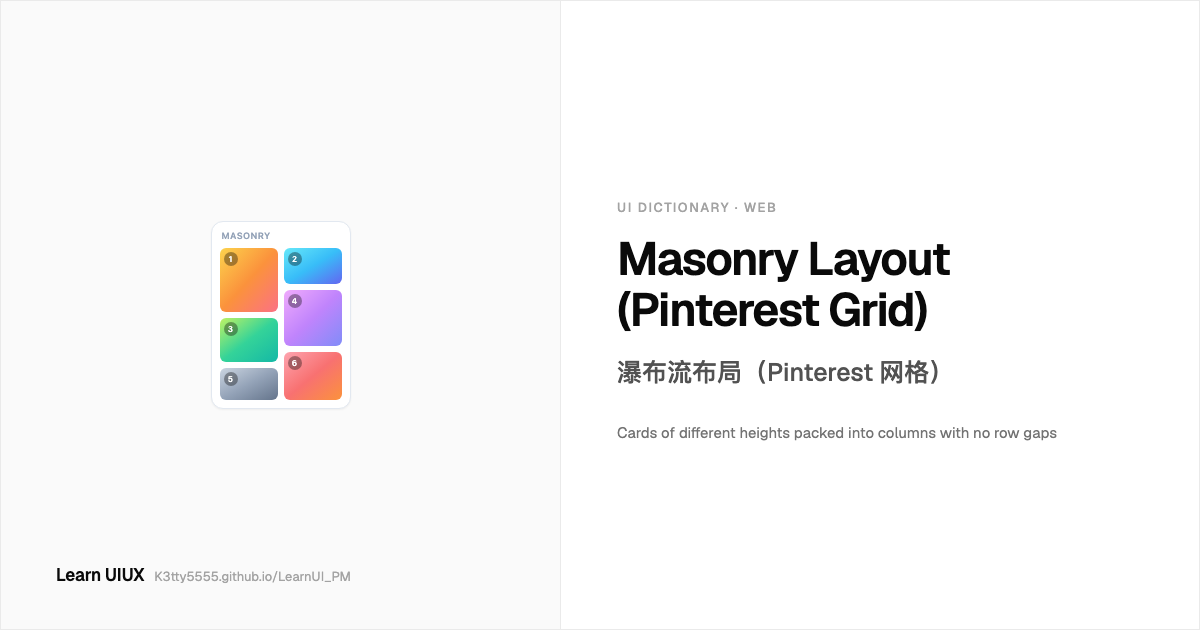 MASONRY
1
2
3
4
5
6
Learn UIUX K3tty5555.github.io/LearnUI_PM
UI DICTIONARY · WEB
Masonry Layout
(Pinterest Grid)
瀑布流布局（Pinterest 网格）
Cards of different heights packed into columns with no row gaps